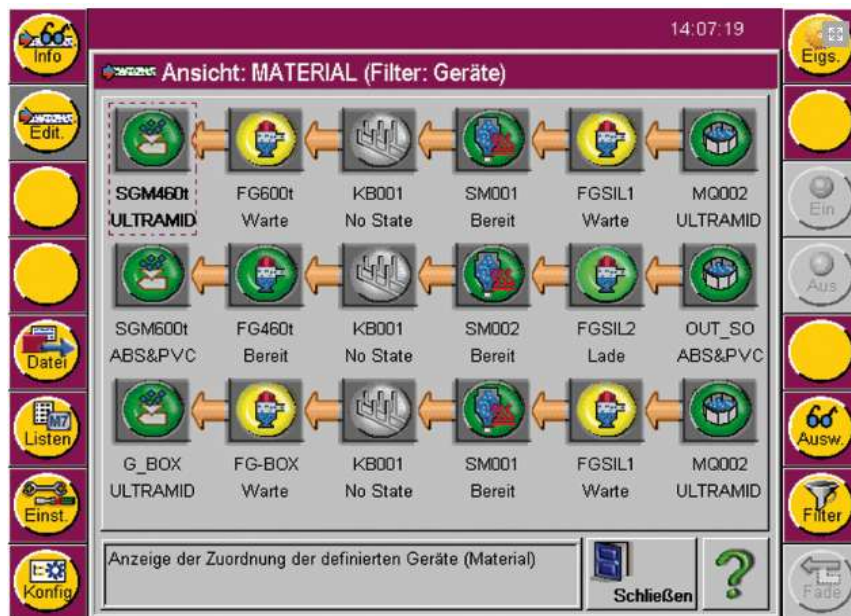 14:07:19
Info
Eigs.
Ansicht: MATERIAL (Filter: Geräte)
Edit.
SGM460t FG600t KB001 SM001 FGSIL1 MQ002
ULTRAMID Warte No State Bereit Warte ULTRAMID
Ein
Aus
SGM600t FG460t KB001 SM002 FGSIL2 OUT_SO
ABS&PVC Bereit No State Bereit Lade ABS&PVC
Datei
M7
Listen
Ausw.
G_BOX FG-BOX KB001 SM001 FGSIL1 MQ002
ULTRAMID Warte No State Bereit Warte ULTRAMID
Einst.
Filter
Anzeige der Zuordnung der definierten Geräte (Material)
Schließen
?
Konfig
Fade